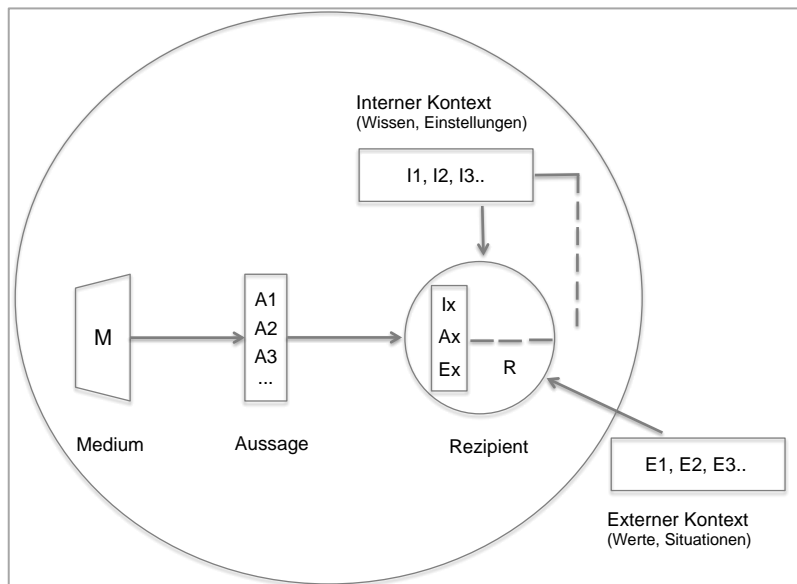 Interner Kontext
(Wissen, Einstellungen)
I1, I2, I3..
M
A1
A2
A3
...
Ix
Ax
Ex
R
Medium
Aussage
Rezipient
E1, E2, E3..
Externer Kontext
(Werte, Situationen)